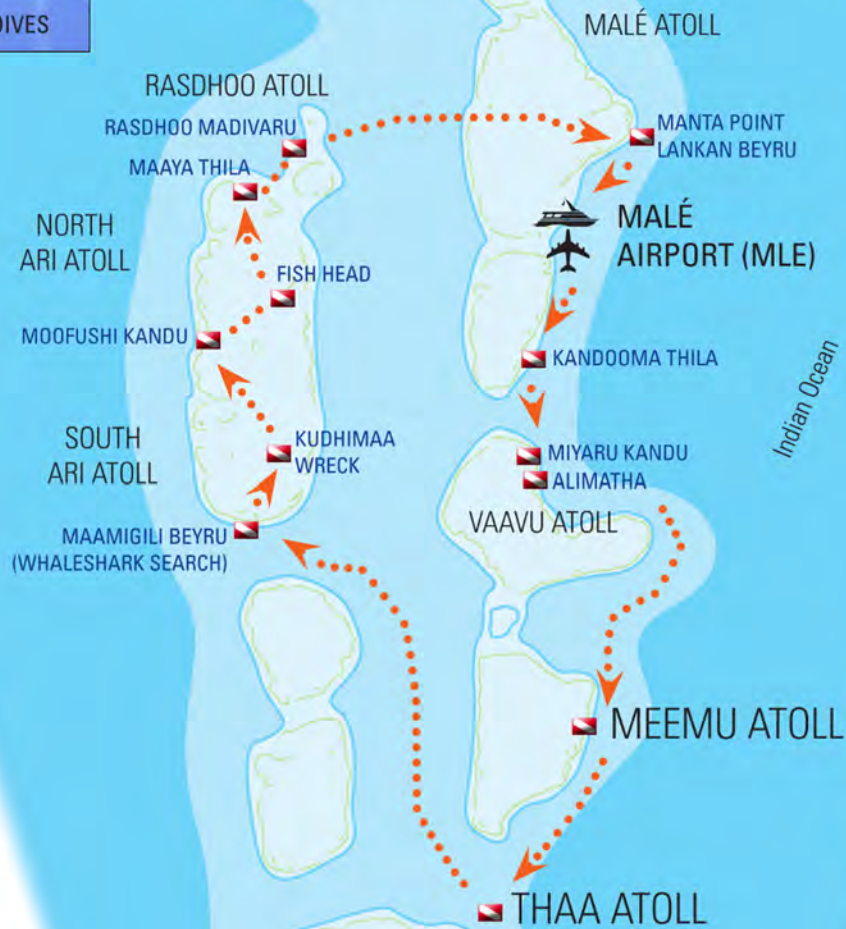 MALÉ ATOLL
RASDHOO ATOLL
RASDHOO MADIVARU
MAAYA THILA
MANTA POINT
LANKAN BEYRU
NORTH
ARI ATOLL
MALÉ
AIRPORT (MLE)
FISH HEAD
MOOFUSHI KANDU
KANDOOMA THILA
Indian Ocean
SOUTH
ARI ATOLL
KUDHIMAA
WRECK
MIYARU KANDU
ALIMATHA
VAAVU ATOLL
MAAMIGILI BEYRU
(WHALESHARK SEARCH)
MEEMU ATOLL
THAA ATOLL